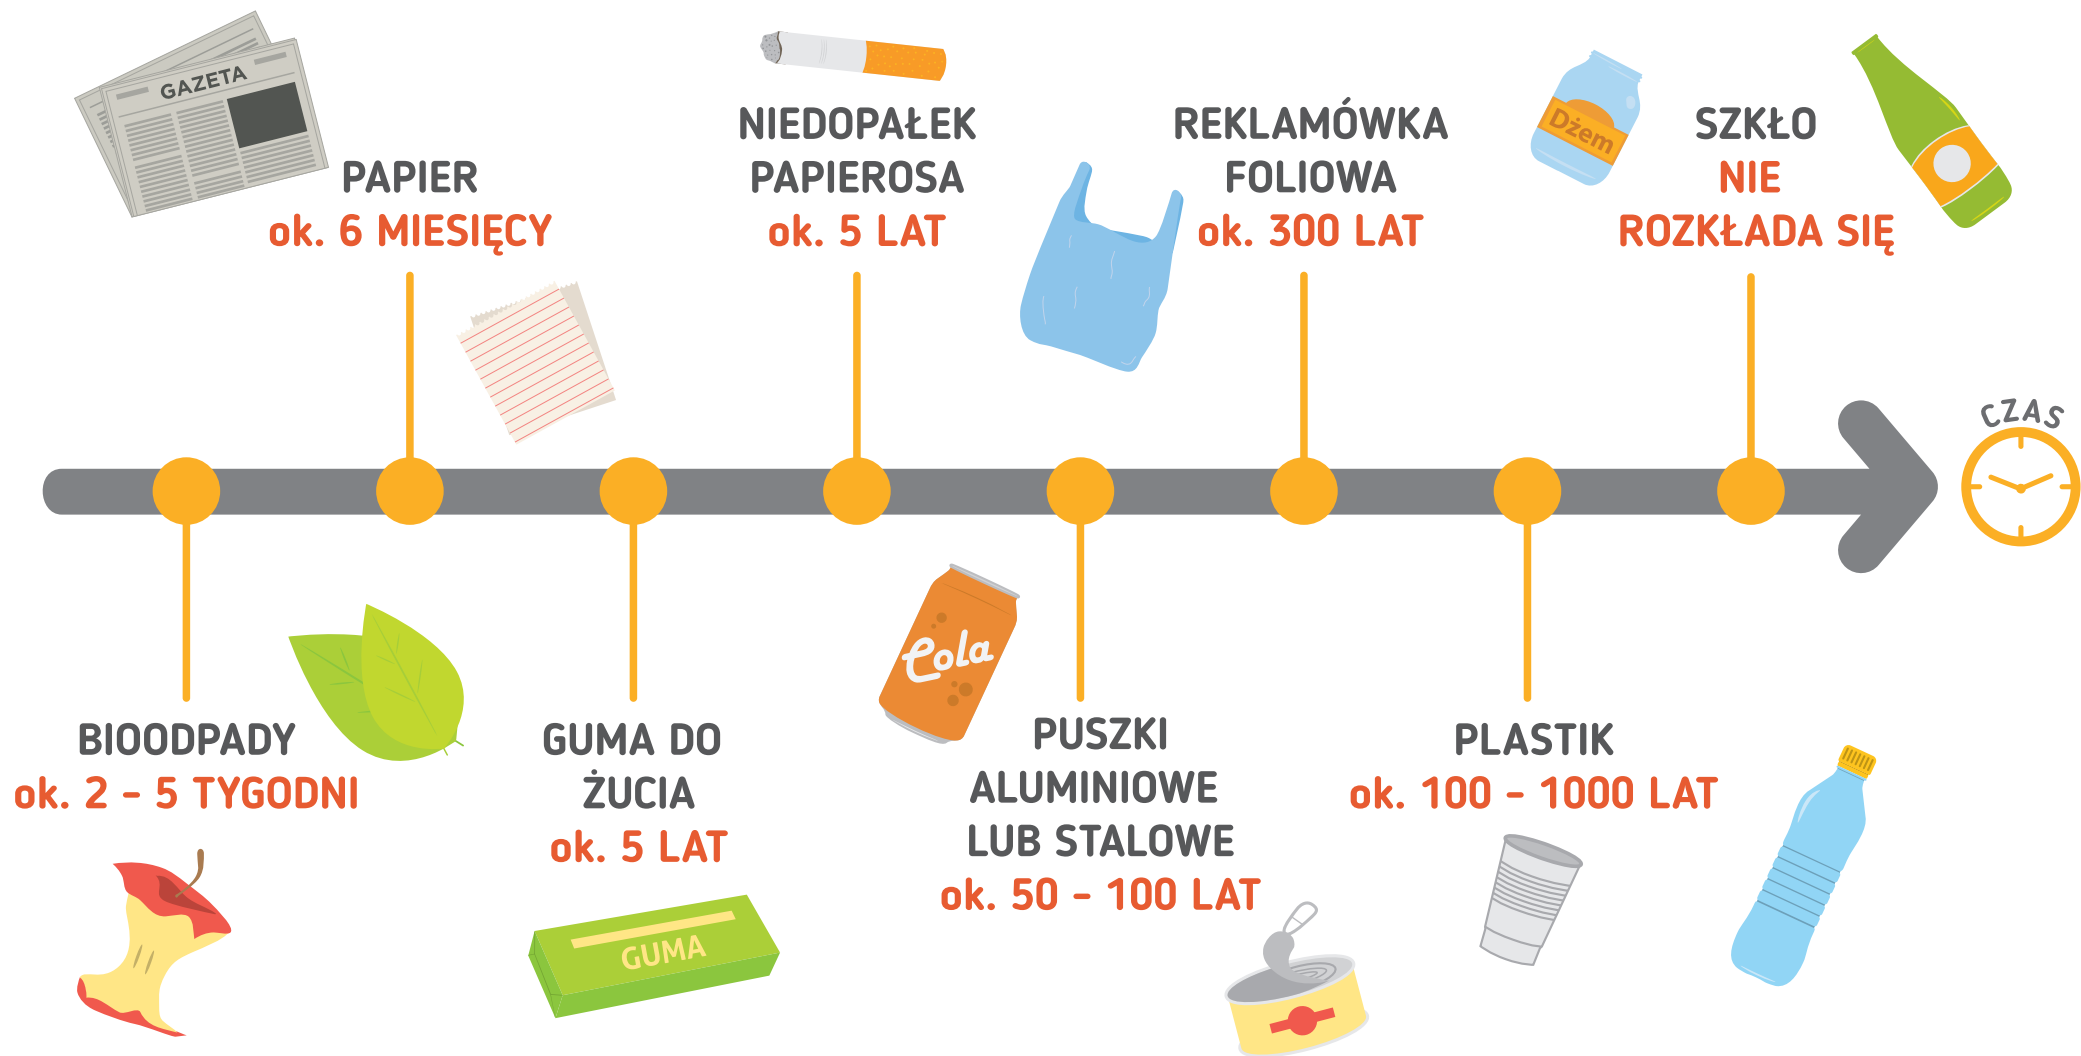 GAZETA
PAPIER
ok. 6 MIESIĘCY
NIEDOPAŁEK
PAPIEROSA
ok. 5 LAT
REKLAMÓWKA
FOLIOWA
ok. 300 LAT
Dżem
SZKŁO
NIE
ROZKŁADA SIĘ
CZAS
BIOODPADY
ok. 2 – 5 TYGODNI
GUMA DO
ŻUCIA
ok. 5 LAT
GUMA
Cola
PUSZKI
ALUMINIOWE
LUB STALOWE
ok. 50 – 100 LAT
PLASTIK
ok. 100 – 1000 LAT